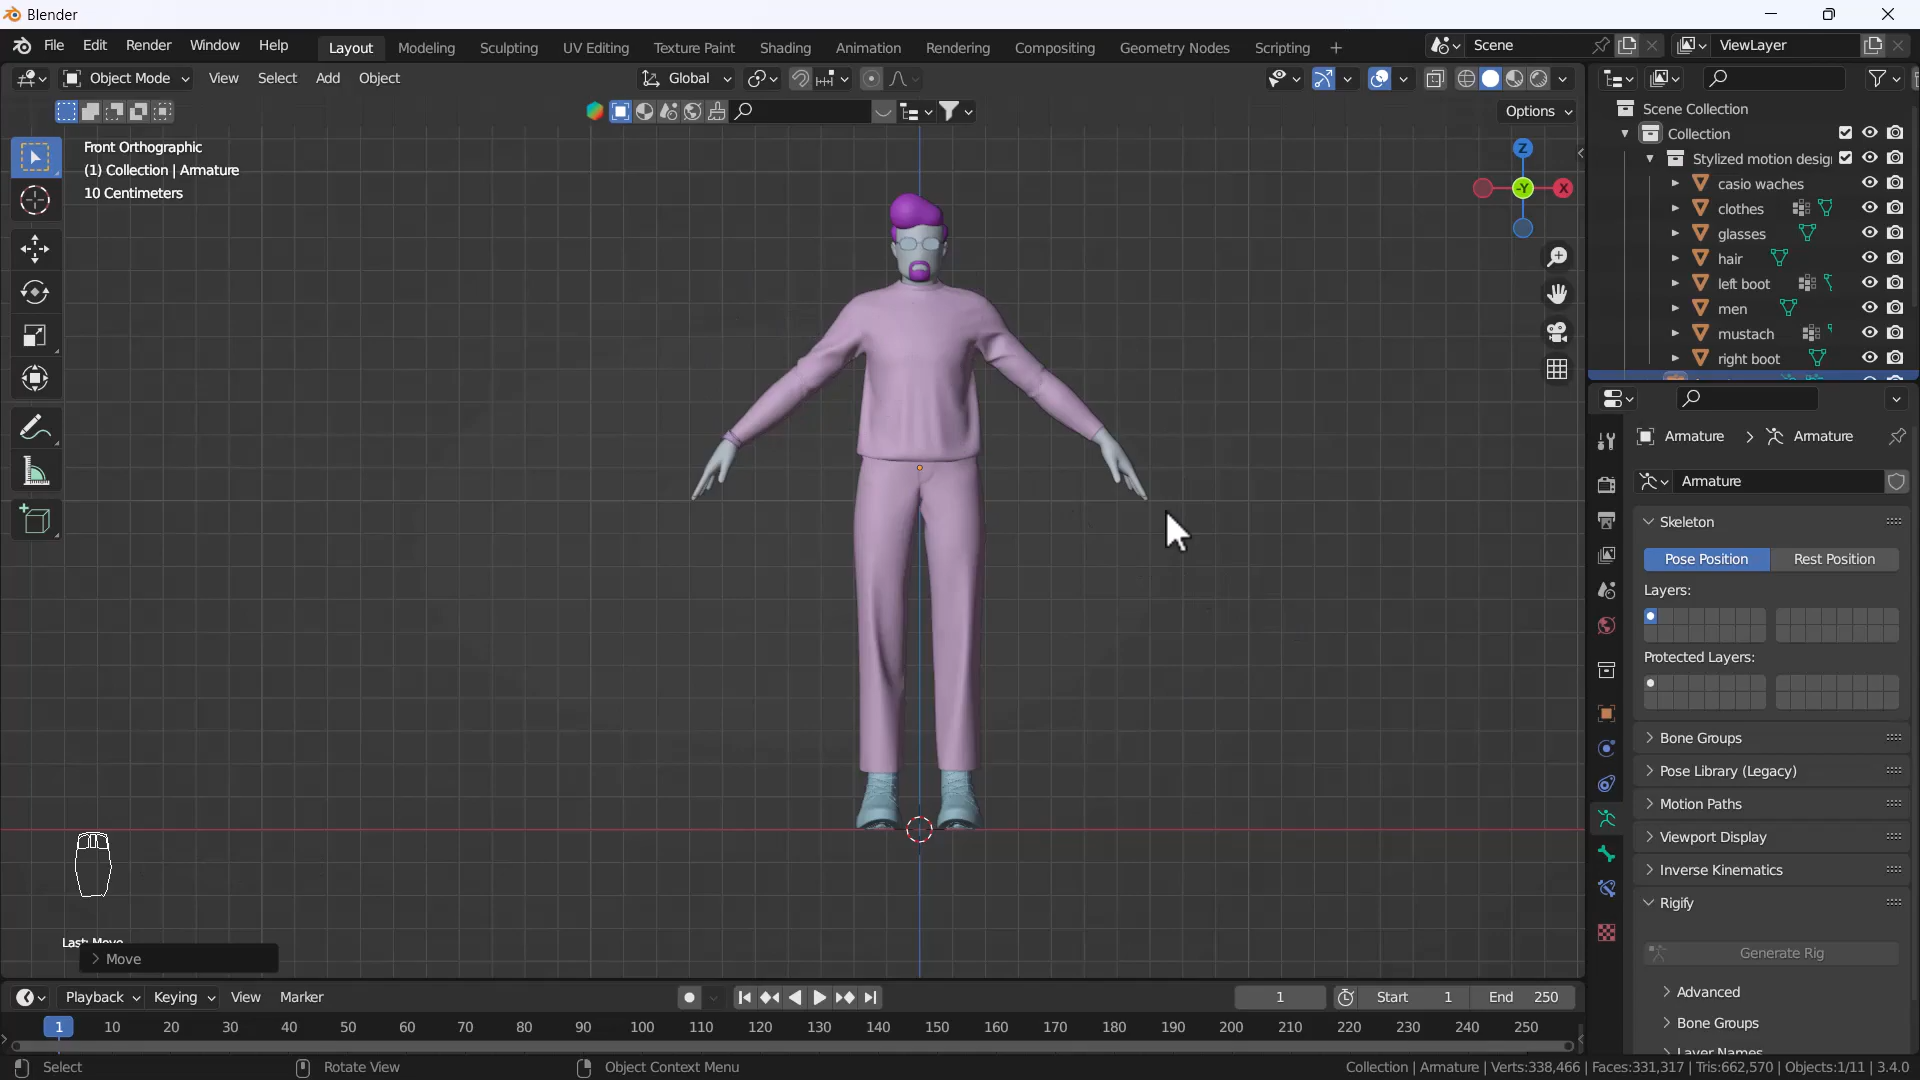 Blender
File Edit Render Window Help
Layout Modeling Sculpting UV Editing Texture Paint Shading Animation Rendering Compositing Geometry Nodes Scripting +
Scene
ViewLayer
Object Mode View Select Add Object
Global
Options
Front Orthographic
(1) Collection | Armature
10 Centimeters
Z
-Y
X
Scene Collection
Collection
Stylized motion desig
casio waches
clothes
glasses
hair
left boot
men
mustach
right boot
Armature > Armature
Armature
Skeleton
Pose Position Rest Position
Layers:
Protected Layers:
Bone Groups
Pose Library (Legacy)
Motion Paths
Viewport Display
Inverse Kinematics
Rigify
Generate Rig
Advanced
Bone Groups
Layer Names
Last: Move
> Move
Playback Keying View Marker
1 Start 1 End 250
1 10 20 30 40 50 60 70 80 90 100 110 120 130 140 150 160 170 180 190 200 210 220 230 240 250
Select Rotate View Object Context Menu
Collection | Armature | Verts:338,466 | Faces:331,317 | Tris:662,570 | Objects:1/11 | 3.4.0